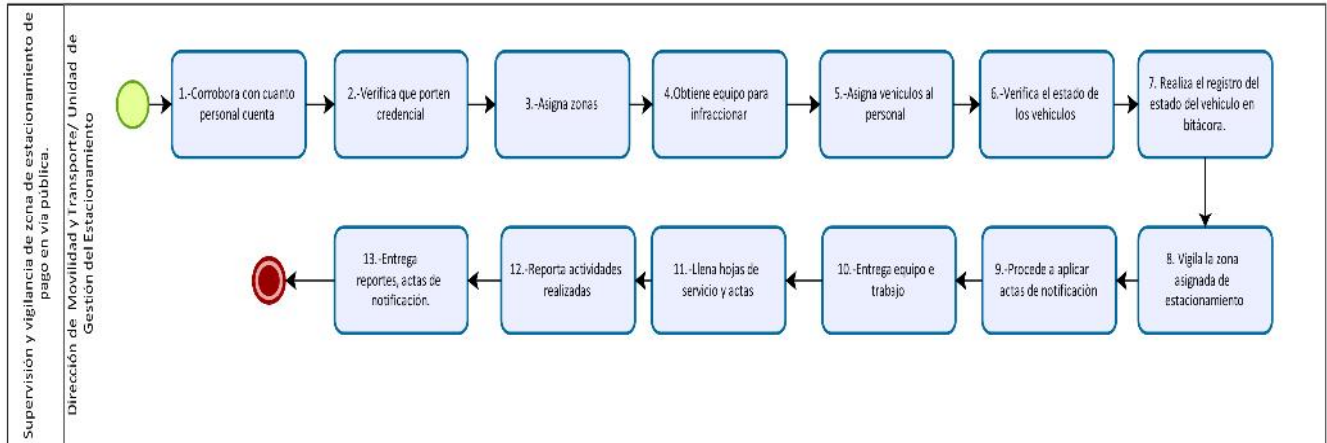 Supervisión y vigilancia de zona de estacionamiento de
pago en vía pública.
Dirección de Movilidad y Transporte/ Unidad de
Gestión del Estacionamiento
1.-Corrobora con cuanto
personal cuenta
2.-Verifica que porten
credencial
3.-Asigna zonas
4.Obtiene equipo para
infraccionar
5.-Asigna vehiculos al
personal
6.-Verifica el estado de
los vehículos
7. Realiza el registro del
estado del vehículo en
bitácora.
8. Vigila la zona
asignada de
estacionamiento
9.-Procede a aplicar
actas de notificación
10.-Entrega equipo e
trabajo
11.-Llena hojas de
servicio y actas
12.-Reporta actividades
realizadas
13.-Entrega
reportes, actas de
notificación.